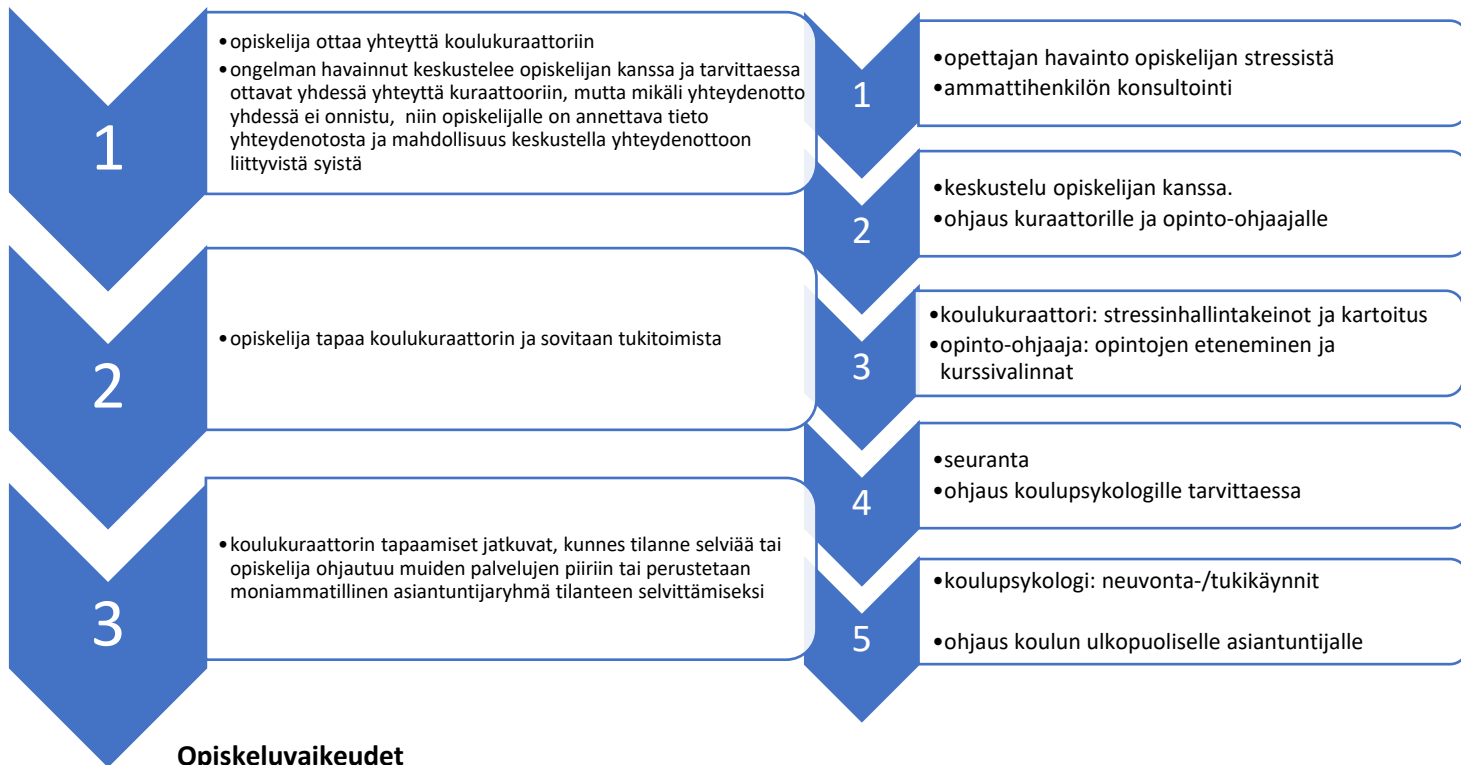 1
•opiskelija ottaa yhteyttä koulukuraattoriin
•ongelman havainnut keskustelee opiskelijan kanssa ja tarvittaessa
ottavat yhdessä yhteyttä kuraattooriin, mutta mikäli yhteydenotto
yhdessä ei onnistu, niin opiskelijalle on annettava tieto
yhteydenotosta ja mahdollisuus keskustella yhteydenottoon
liittyvistä syistä
2
•opiskelija tapaa koulukuraattorin ja sovitaan tukitoimista
3
•koulukuraattorin tapaamiset jatkuvat, kunnes tilanne selviää tai
opiskelija ohjautuu muiden palvelujen piiriin tai perustetaan
moniammatillinen asiantuntijaryhmä tilanteen selvittämiseksi
1
•opettajan havainto opiskelijan stressistä
•ammattihenkilön konsultointi
2
•keskustelu opiskelijan kanssa.
•ohjaus kuraattorille ja opinto-ohjaajalle
3
•koulukuraattori: stressinhallintakeinot ja kartoitus
•opinto-ohjaaja: opintojen eteneminen ja
kurssivalinnat
4
•seuranta
•ohjaus koulupsykologille tarvittaessa
5
•koulupsykologi: neuvonta-/tukikäynnit
•ohjaus koulun ulkopuoliselle asiantuntijalle
Opiskeluvaikeudet